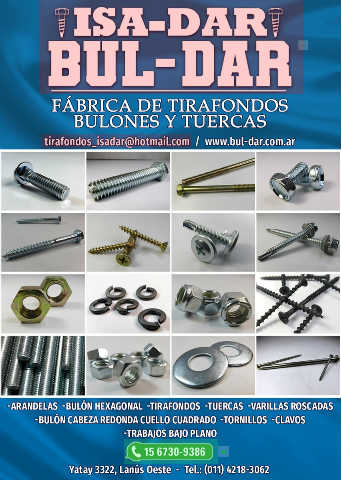 ISA-DAR
BUL-DAR
FÁBRICA DE TIRAFONDOS
BULONES Y TUERCAS
tirafondos_isadar@hotmail.com / www.bul-dar.com.ar
-ARANDELAS -BULÓN HEXAGONAL -TIRAFONDOS -TUERCAS -VARILLAS ROSCADAS
-BULÓN CABEZA REDONDA CUELLO CUADRADO -TORNILLOS -CLAVOS
-TRABAJOS BAJO PLANO
15 6730-9386
Yatay 3322, Lanús Oeste - Tel.: (011) 4218-3062